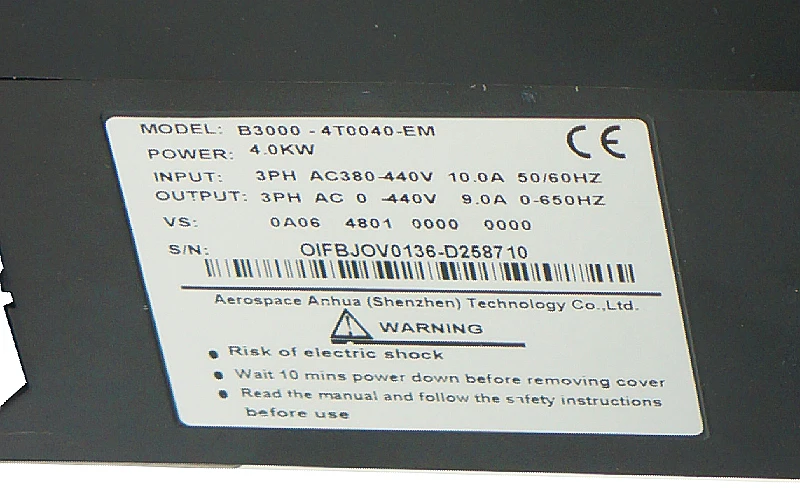 MODEL: B3000 - 4T0040-EM
CE
POWER: 4.0KW
INPUT: 3PH AC380-440V 10.0A 50/60HZ
OUTPUT: 3PH AC 0 -440V 9.0A 0-650HZ
VS: 0A06 4801 0000 0000
S/N: OIFBJOV0136-D258710
Aerospace Anhua (Shenzhen) Technology Co.,Ltd.
WARNING
● Risk of electric shock
● Wait 10 mins power down before removing cover
● Read the manual and follow the safety instructions
before use